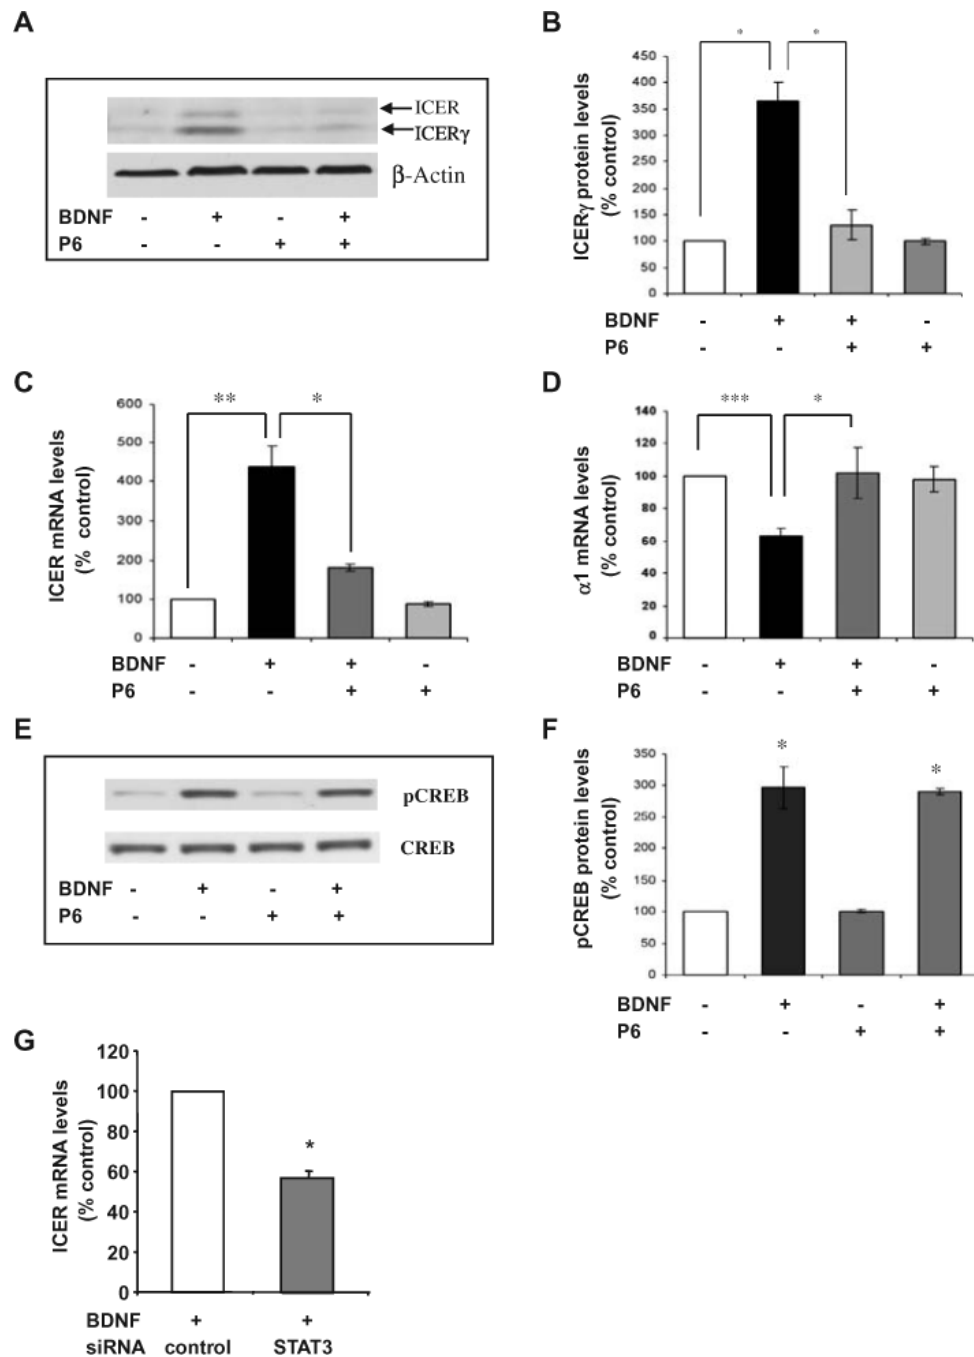 A
ICER
ICERγ
β-Actin
BDNF - + - +
P6 - - + +
B
* *
ICERγ protein levels
(% control)
450
400
350
300
250
200
150
100
50
0
BDNF - + + -
P6 - - + +
C
** *
ICER mRNA levels
(% control)
600
500
400
300
200
100
0
BDNF - + + -
P6 - - + +
D
*** *
α1 mRNA levels
(% control)
140
120
100
80
60
40
20
0
BDNF - + + -
P6 - - + +
E
pCREB
CREB
BDNF - + - +
P6 - - + +
F
* *
pCREB protein levels
(% control)
350
300
250
200
150
100
50
0
BDNF - + - +
P6 - - + +
G
*
ICER mRNA levels
(% control)
120
100
80
60
40
20
0
BDNF + +
siRNA control STAT3